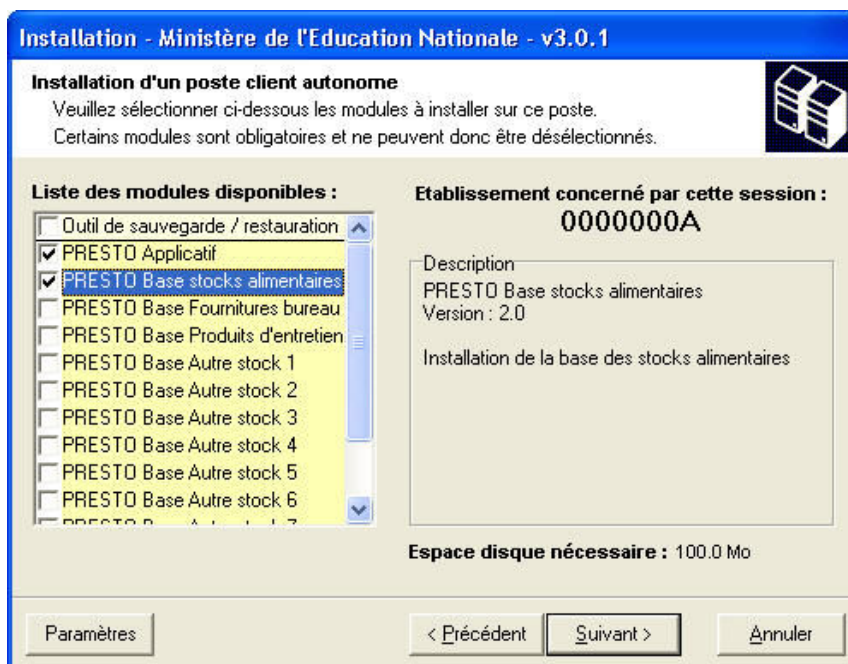 Installation - Ministère de l'Education Nationale - v3.0.1
Installation d'un poste client autonome
Veuillez sélectionner ci-dessous les modules à installer sur ce poste.
Certains modules sont obligatoires et ne peuvent donc être désélectionnés.
Liste des modules disponibles :
Outil de sauvegarde / restauration
PRESTO Applicatif
PRESTO Base stocks alimentaires
PRESTO Base Fournitures bureau
PRESTO Base Produits d'entretien
PRESTO Base Autre stock 1
PRESTO Base Autre stock 2
PRESTO Base Autre stock 3
PRESTO Base Autre stock 4
PRESTO Base Autre stock 5
PRESTO Base Autre stock 6
Etablissement concerné par cette session :
0000000A
Description
PRESTO Base stocks alimentaires
Version : 2.0
Installation de la base des stocks alimentaires
Espace disque nécessaire : 100.0 Mo
Paramètres
< Précédent
Suivant >
Annuler